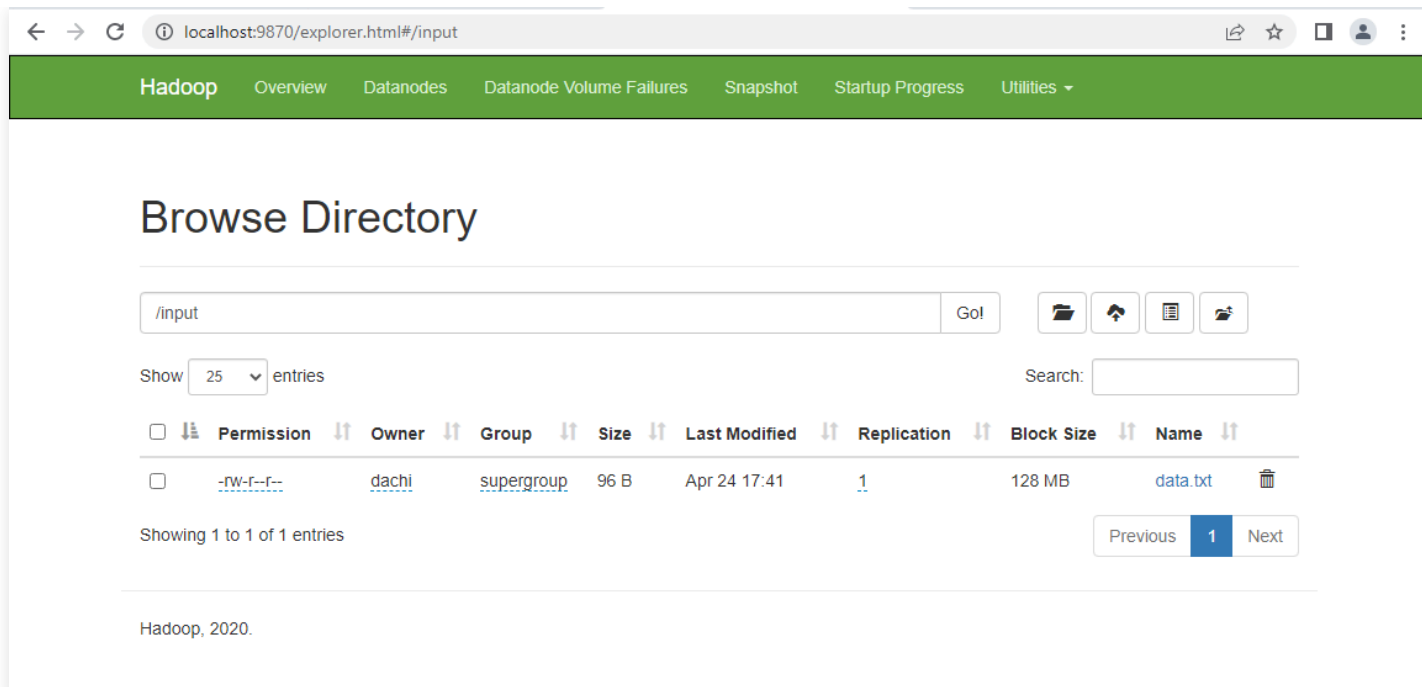 localhost:9870/explorer.html#/input
Hadoop Overview Datanodes Datanode Volume Failures Snapshot Startup Progress Utilities
Browse Directory
/input Go!
Show 25 entries Search:
Permission Owner Group Size Last Modified Replication Block Size Name
-rw-r--r-- dachi supergroup 96 B Apr 24 17:41 1 128 MB data.txt
Showing 1 to 1 of 1 entries Previous 1 Next
Hadoop, 2020.